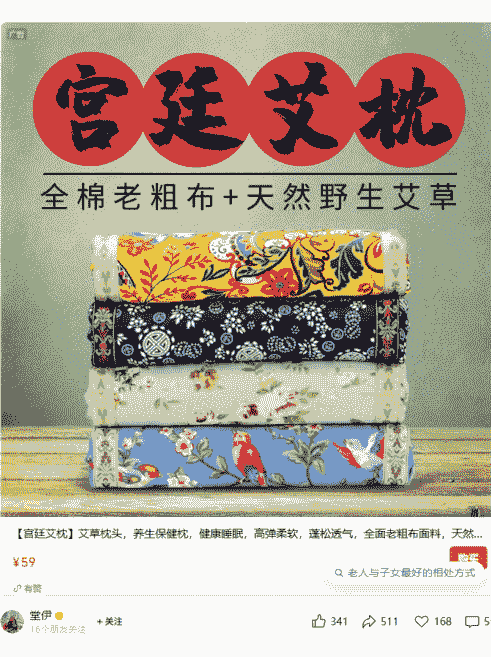 广告
宫廷艾枕
全棉老粗布+天然野生艾草
【宫廷艾枕】艾草枕头，养生保健枕，健康睡眠，高弹柔软，蓬松透气，全面老粗布面料，天然...
¥59
老人与子女最好的相处方式
有赞
堂伊
+关注
341
511
168
16个朋友关注